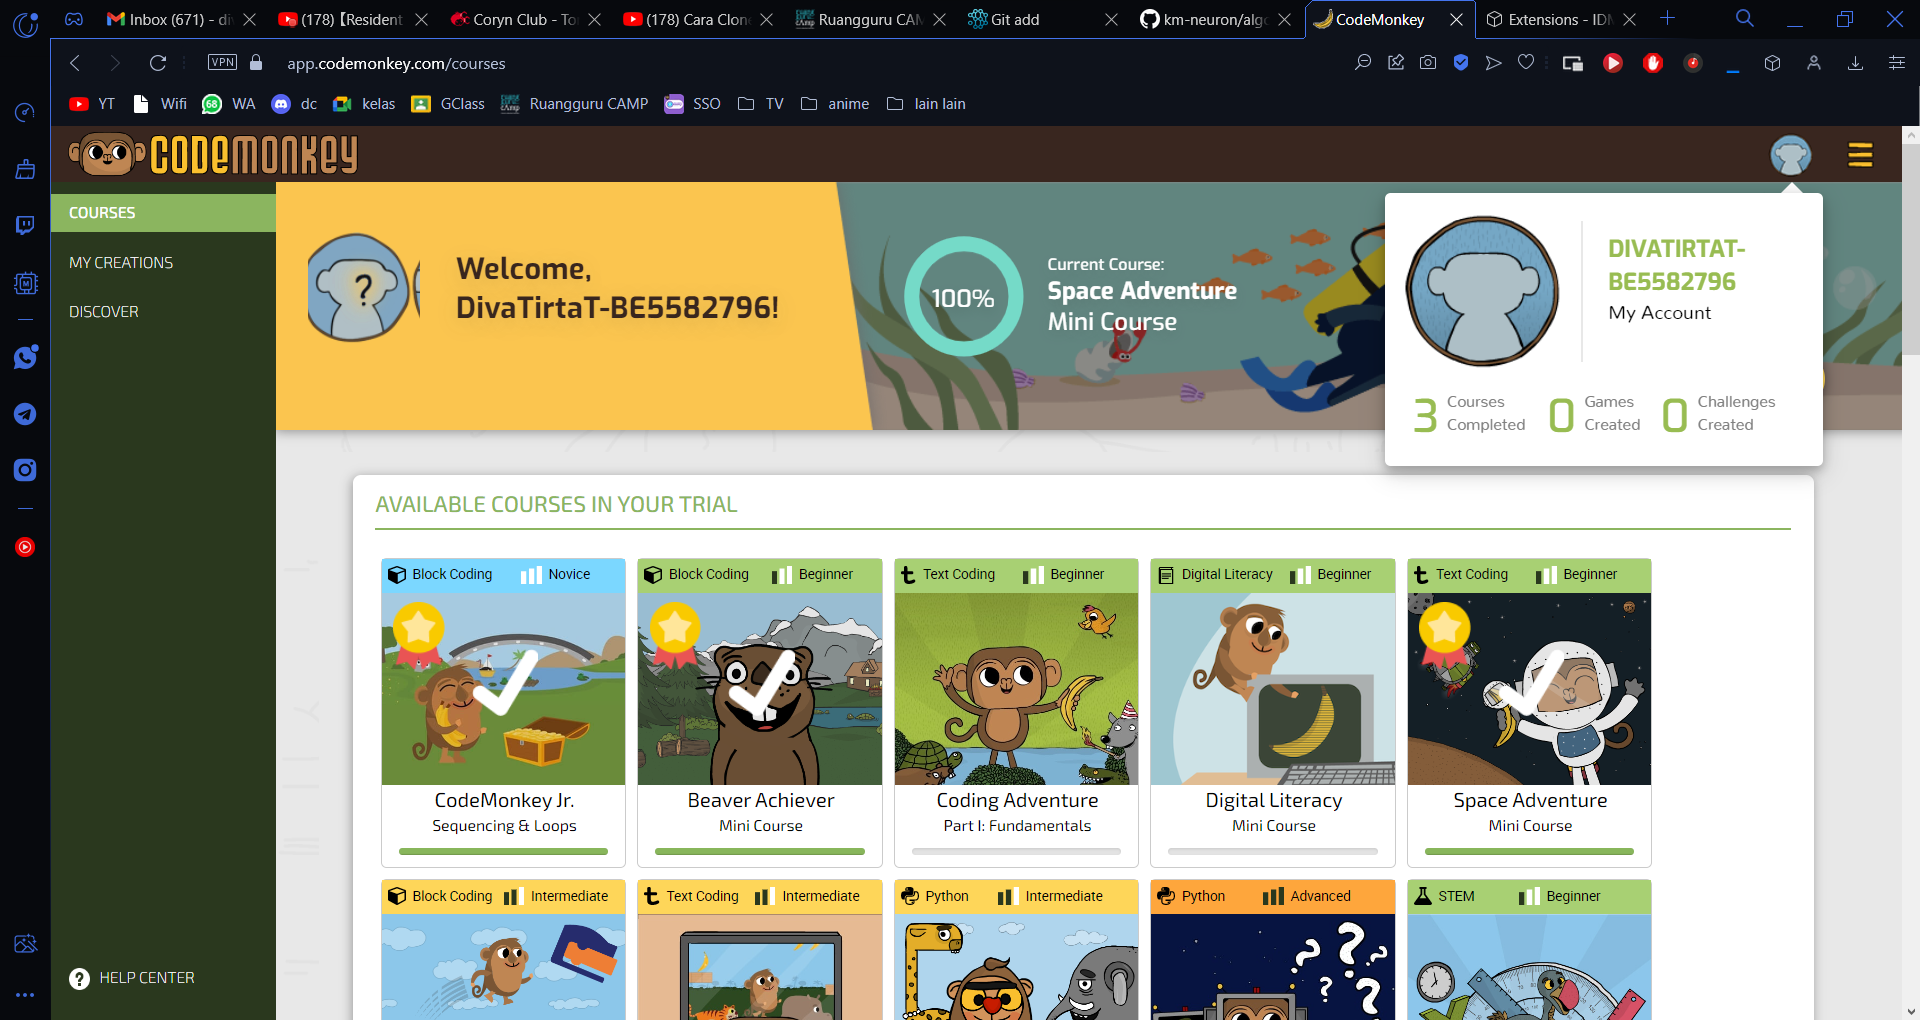 Inbox (671) - di
(178) 【Resident
Coryn Club - To
(178) Cara Clone
Ruangguru CAM
Git add
km-neuron/algo
CodeMonkey
Extensions - IDM
VPN
app.codemonkey.com/courses
YT
Wifi
68
WA
dc
kelas
GClass
Ruangguru CAMP
SSO
TV
anime
lain lain
CODEMONKEY
COURSES
MY CREATIONS
DISCOVER
HELP CENTER
?
Welcome,
DivaTirtaT-BE5582796!
100%
Current Course:
Space Adventure
Mini Course
DIVATIRTAT-
BE5582796
My Account
3 Courses Completed
0 Games Created
0 Challenges Created
AVAILABLE COURSES IN YOUR TRIAL
Block Coding Novice
CodeMonkey Jr.
Sequencing & Loops
Block Coding Beginner
Beaver Achiever
Mini Course
Text Coding Beginner
Coding Adventure
Part I: Fundamentals
Digital Literacy Beginner
Digital Literacy
Mini Course
Text Coding Beginner
Space Adventure
Mini Course
Block Coding Intermediate
Text Coding Intermediate
Python Intermediate
Python Advanced
? ? ? ? ?
STEM Beginner